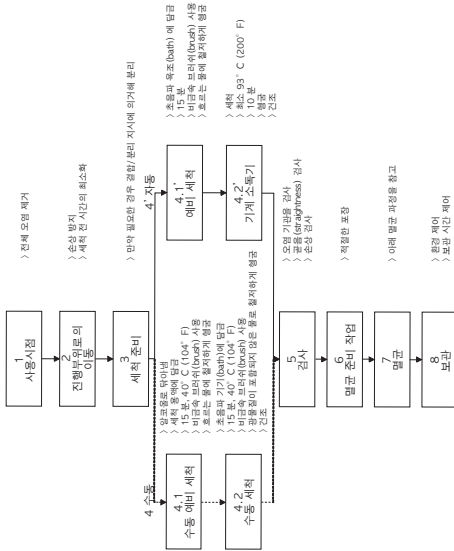 1
사용시점
〉전체 오염 제거
2
진행부위로의
이동
〉손상 방지
〉세척 전 시간의 최소화
3
세척 준비
〉만약 필요한 경우 결합/분리 지시에 의거해 분리
4 수동
4' 자동
4.1
수동 예비 세척
〉알코올로 닦아냄
〉세척 용액에 담금
〉15 분, 40° C (104° F)
〉비금속 브러쉬(brush) 사용
〉흐르는 물에 철저하게 헹굼
4.1'
예비 세척
〉초음파 욕조(bath) 에 담금
〉15 분
〉비금속 브러쉬(brush) 사용
〉흐르는 물에 철저하게 헹굼
4.2
수동 세척
〉초음파 기기(bath)에 담금
〉15 분, 40° C (104° F)
〉비금속 브러쉬(brush) 사용
〉광물질이 포함되지 않은 물로 철저하게 헹굼
〉건조
4.2'
기계 소독기
〉세척
〉최소 93° C (200° F)
〉10 분
〉헹굼
〉건조
5
검사
〉오염 기관을 검사
〉곧음(straightness) 검사
〉손상 검사
6
멸균 준비 작업
〉적절한 포장
7
멸균
〉아래 멸균 과정을 참고
8
보관
〉환경 제어
〉보관 시간 제어